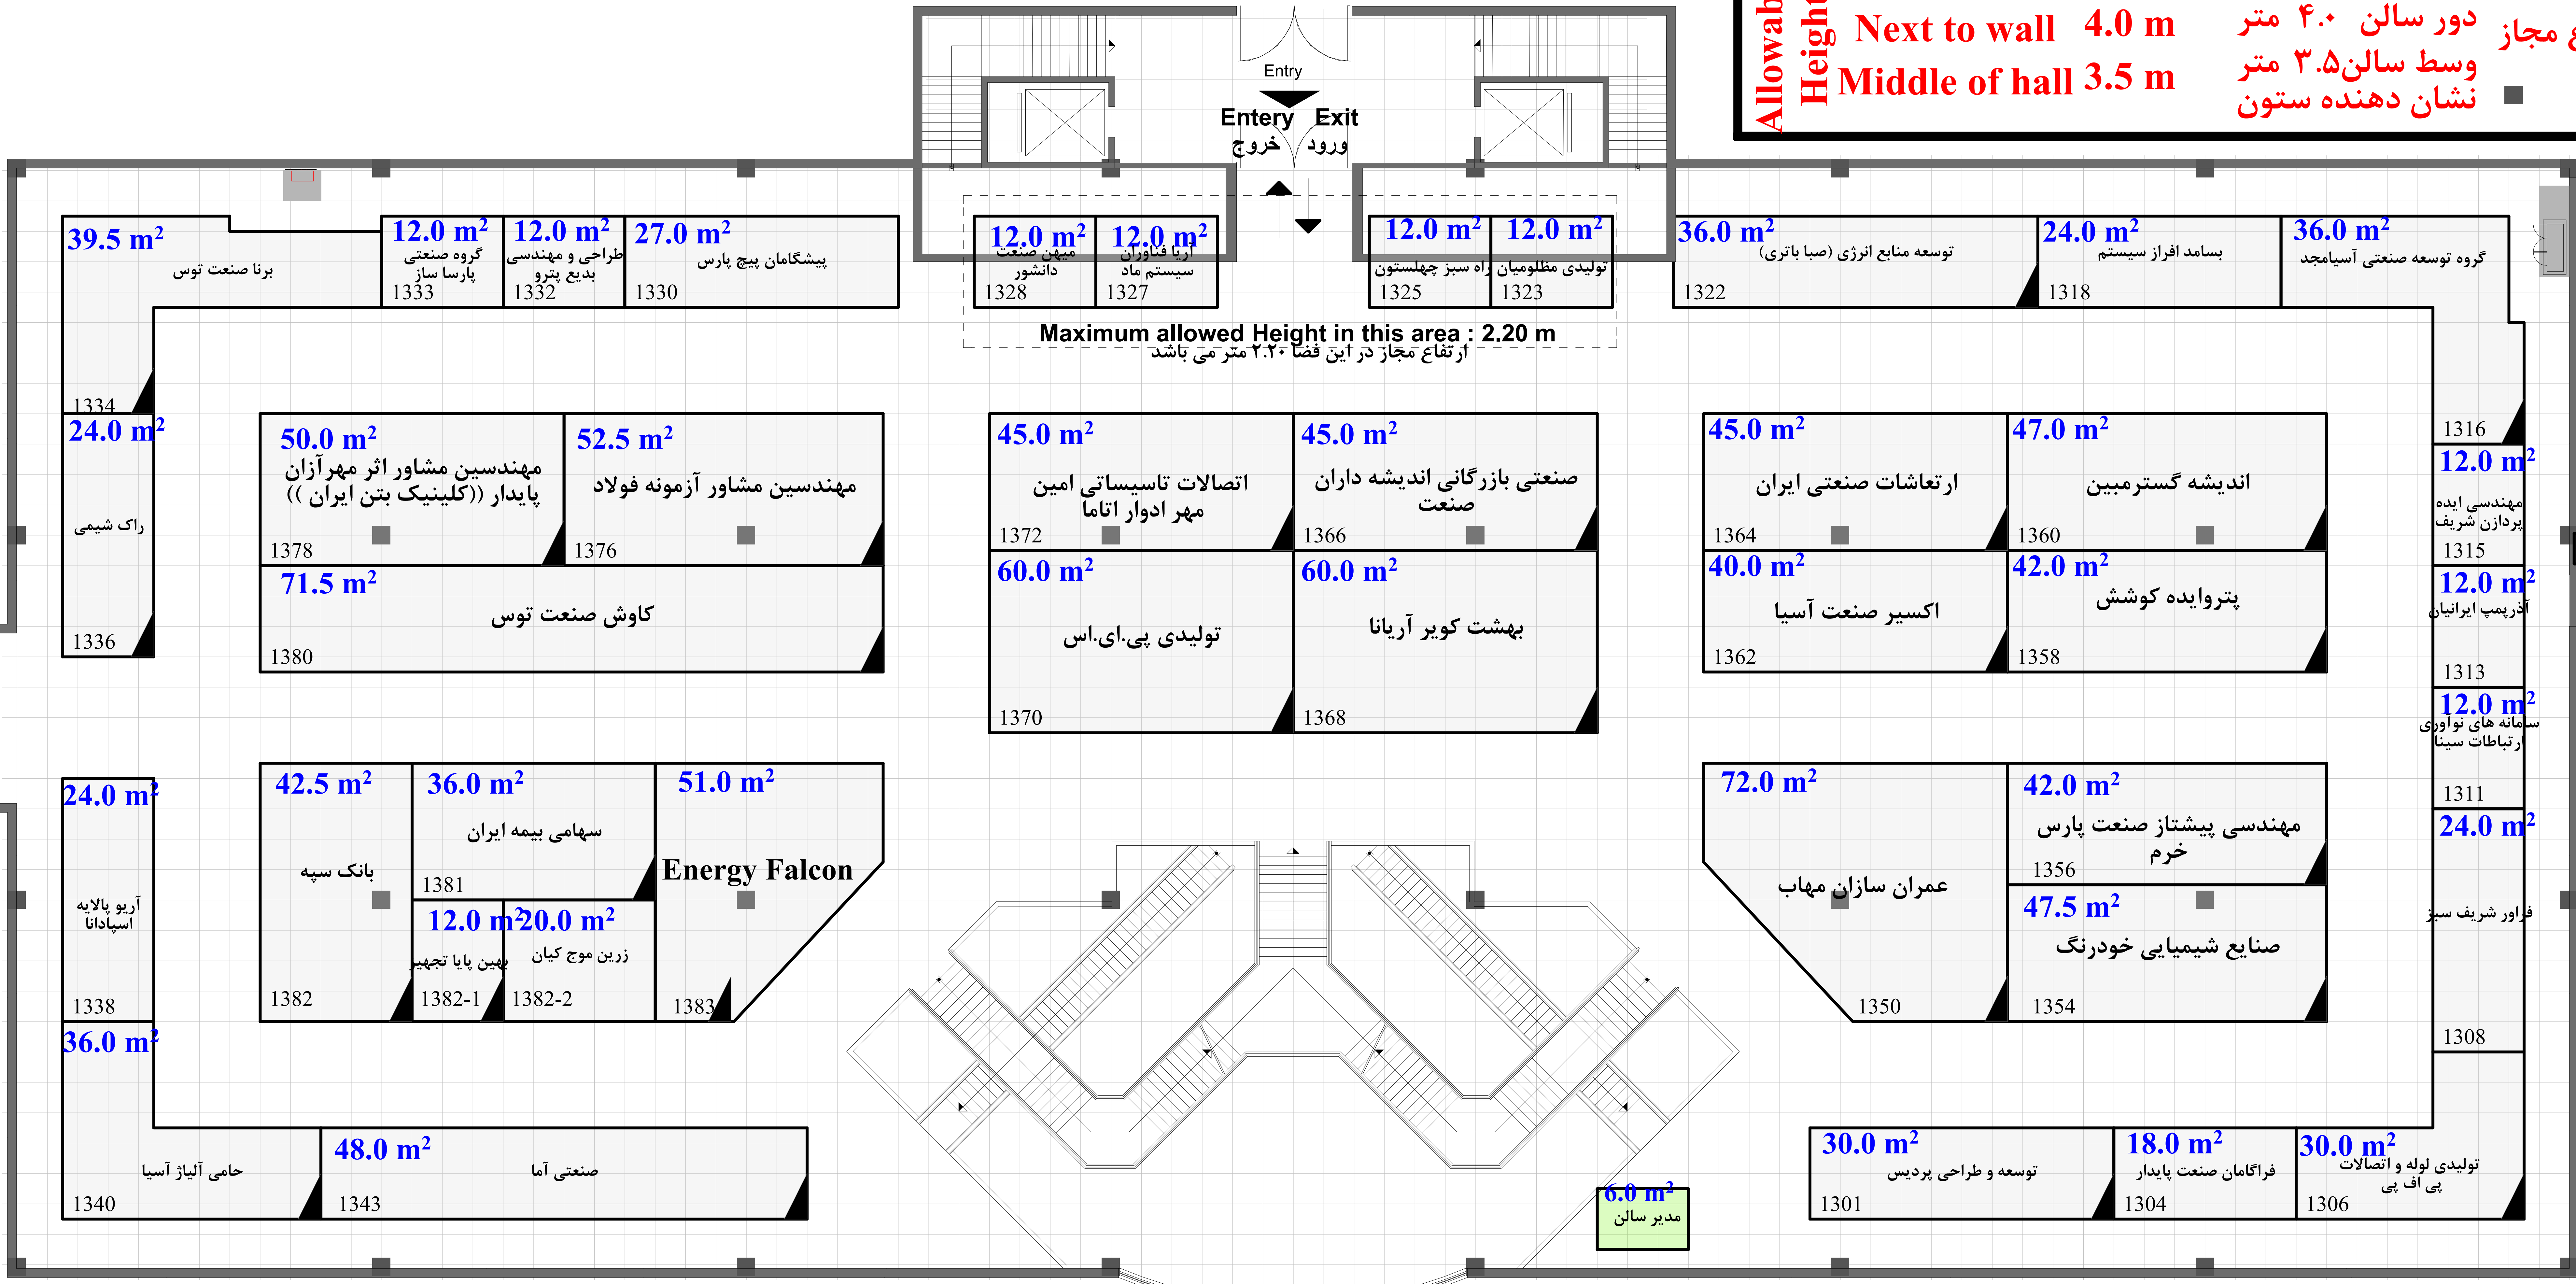 Allowab
Height
Next to wall 4.0 m
Middle of hall 3.5 m
دور سالن ۴.۰ متر
وسط سالن ۳.۵ متر
نشان دهنده ستون
مجاز
Entry
Entery Exit
خروج ورود
39.5 m²
برنا صنعت توس
1334
12.0 m²
گروه صنعتی
پارسا ساز
1333
12.0 m²
طراحی و مهندسی
بدیع پترو
1332
27.0 m²
پیشگامان پیچ پارس
1330
12.0 m²
میهن صنعت
دانشور
1328
12.0 m²
آریا فناوران
سیستم ماد
1327
12.0 m²
راه سبز چهلستون
1325
12.0 m²
تولیدی مظلومیان
1323
36.0 m²
توسعه منابع انرژی (صبا باتری)
1322
24.0 m²
بسامد افراز سیستم
1318
36.0 m²
گروه توسعه صنعتی آسیامجد
1316
Maximum allowed Height in this area : 2.20 m
ارتفاع مجاز در این فضا ۲.۲۰ متر می باشد
24.0 m²
راک شیمی
1336
50.0 m²
مهندسین مشاور اثر مهرآزان
پایدار ((کلینیک بتن ایران ))
1378
52.5 m²
مهندسین مشاور آزمونه فولاد
1376
71.5 m²
کاوش صنعت توس
1380
45.0 m²
اتصالات تاسیساتی امین
مهر ادوار اتاما
1372
45.0 m²
صنعتی بازرگانی اندیشه داران
صنعت
1366
60.0 m²
تولیدی پی.ای.اس
1370
60.0 m²
بهشت کویر آریانا
1368
45.0 m²
ارتعاشات صنعتی ایران
1364
47.0 m²
اندیشه گسترمبین
1360
40.0 m²
اکسیر صنعت آسیا
1362
42.0 m²
پتروایده کوشش
1358
12.0 m²
مهندسی ایده
پردازن شریف
1315
12.0 m²
آذرپمپ ایرانیان
1313
12.0 m²
سامانه های نوآوری
ارتباطات سینا
1311
24.0 m²
فراور شریف سبز
1308
24.0 m²
آریو پالایه
اسپادانا
1338
42.5 m²
بانک سپه
1382
36.0 m²
سهامی بیمه ایران
1381
12.0 m²
بهین پایا تجهیز
1382-1
20.0 m²
زرین موج کیان
1382-2
51.0 m²
Energy Falcon
1383
72.0 m²
عمران سازان مهاب
1350
42.0 m²
مهندسی پیشتاز صنعت پارس
خرم
1356
47.5 m²
صنایع شیمیایی خودرنگ
1354
36.0 m²
حامی آلیاژ آسیا
1340
48.0 m²
صنعتی آما
1343
6.0 m²
مدیر سالن
30.0 m²
توسعه و طراحی پردیس
1301
18.0 m²
فراگامان صنعت پایدار
1304
30.0 m²
تولیدی لوله و اتصالات
پی اف پی
1306